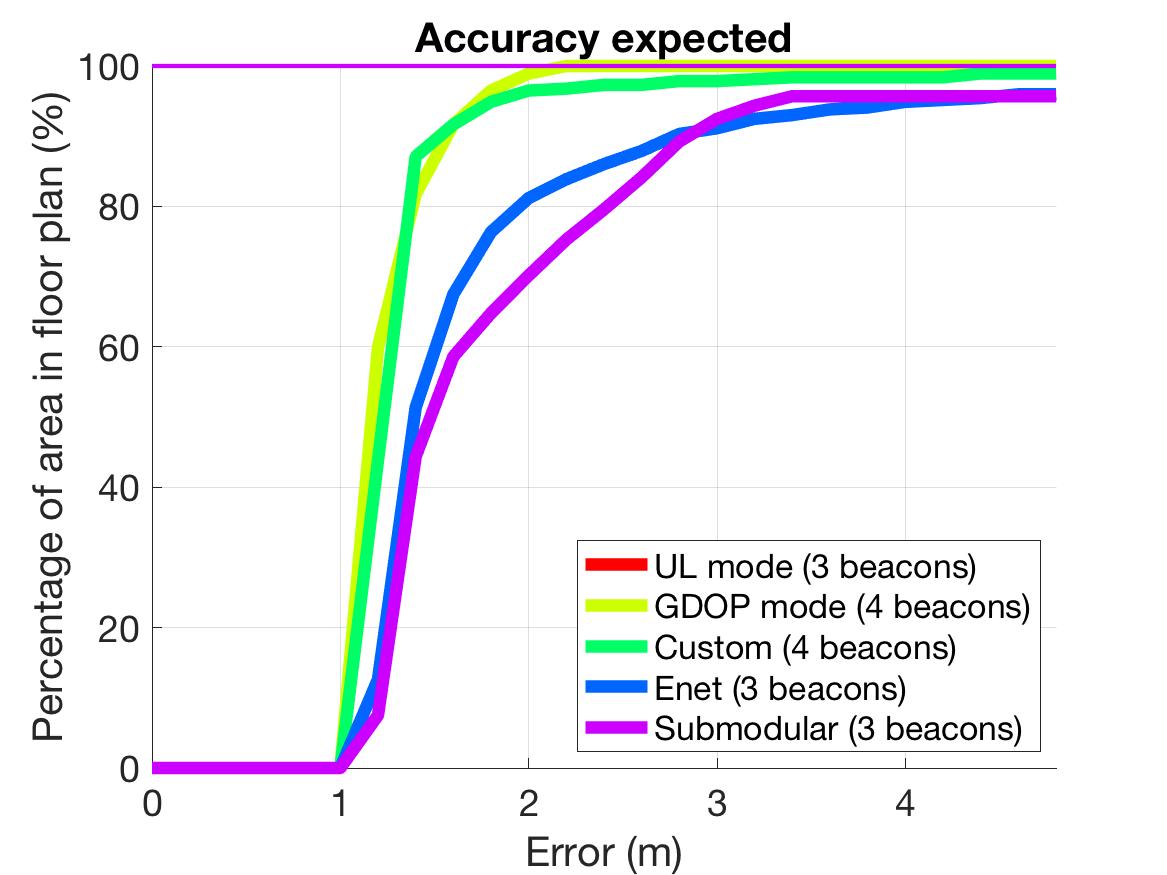 Accuracy expected
Percentage of area in floor plan (%)
100
80
60
40
20
0
0 1 2 3 4
Error (m)
UL mode (3 beacons)
GDOP mode (4 beacons)
Custom (4 beacons)
Enet (3 beacons)
Submodular (3 beacons)